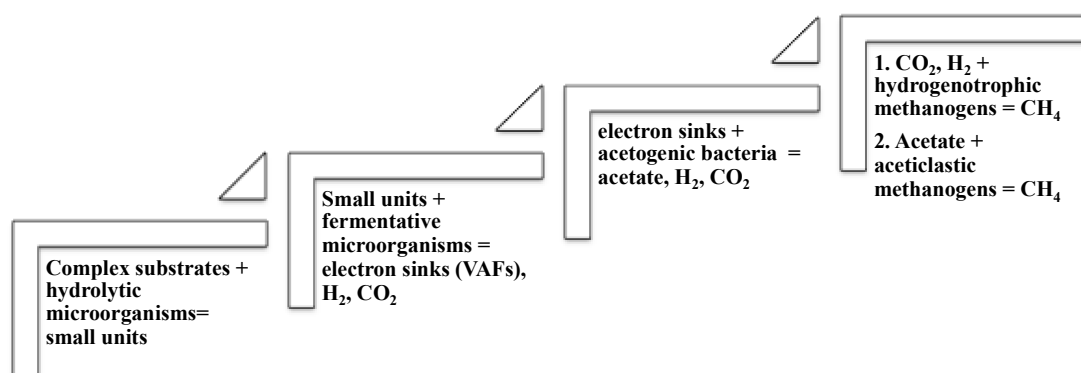 Complex substrates +
hydrolytic
microorganisms=
small units
Small units +
fermentative
microorganisms =
electron sinks (VAFs),
H₂, CO₂
electron sinks +
acetogenic bacteria =
acetate, H₂, CO₂
1. CO₂, H₂ +
hydrogenotrophic
methanogens = CH₄
2. Acetate +
aceticlastic
methanogens = CH₄